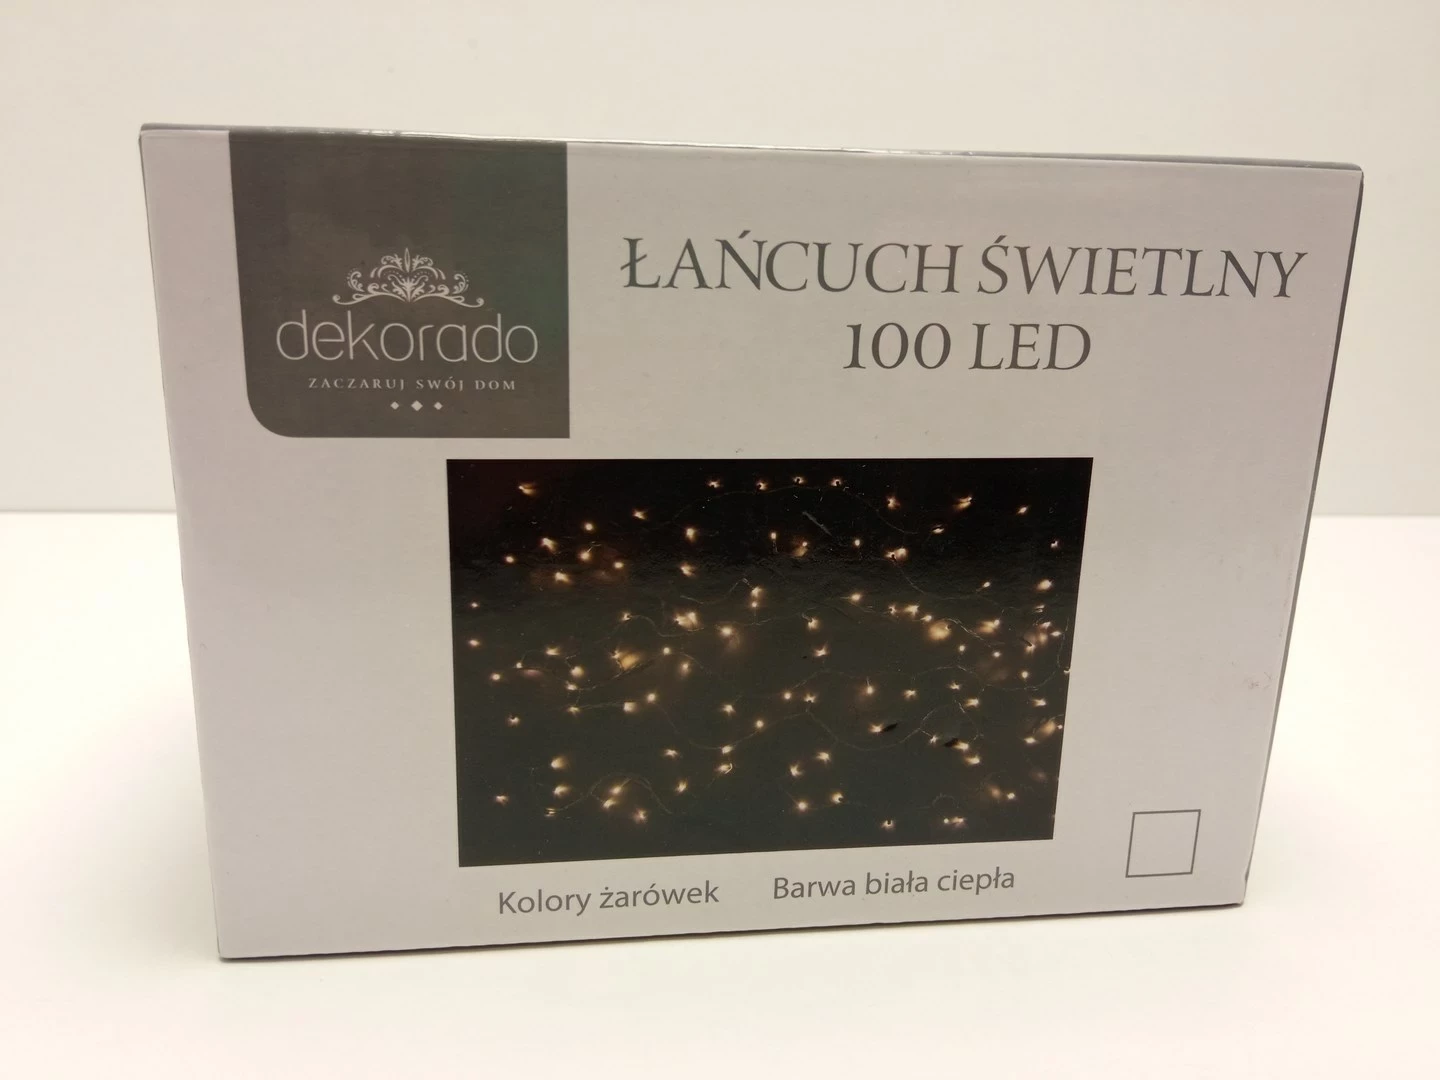 dekorado
ZACZARUJ SWÓJ DOM
ŁAŃCUCH ŚWIETLNY
100 LED
Kolory żarówek Barwa biała ciepła